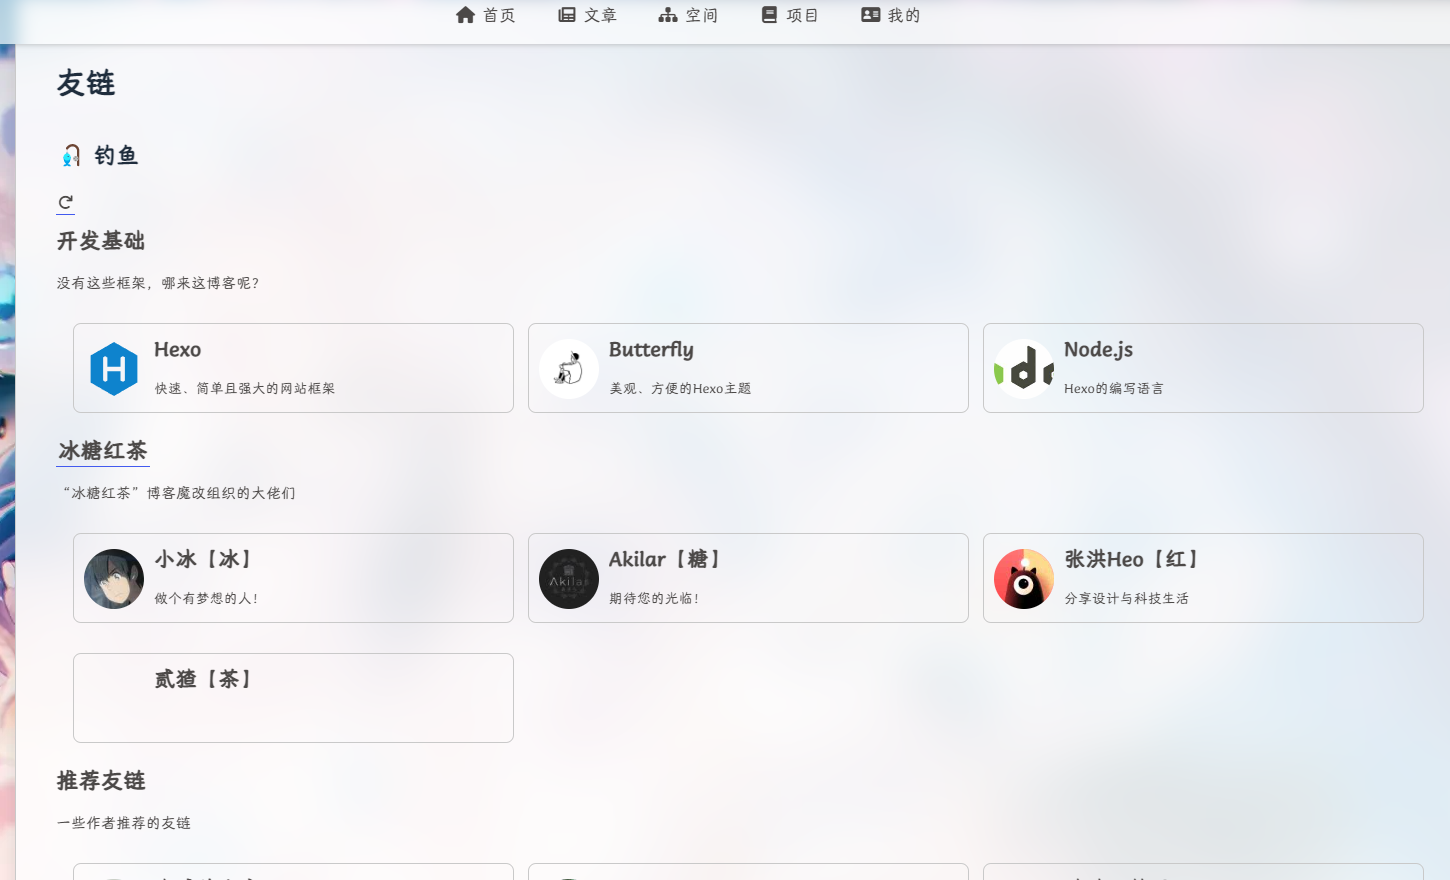 首页 文章 空间 项目 我的
友链
钓鱼
开发基础
没有这些框架，哪来这博客呢？
Hexo
快速、简单且强大的网站框架
Butterfly
美观、方便的Hexo主题
Node.js
Hexo的编写语言
冰糖红茶
“冰糖红茶”博客魔改组织的大佬们
小冰【冰】
做个有梦想的人！
Akilar【糖】
期待您的光临！
张洪Heo【红】
分享设计与科技生活
贰猹【茶】
推荐友链
一些作者推荐的友链